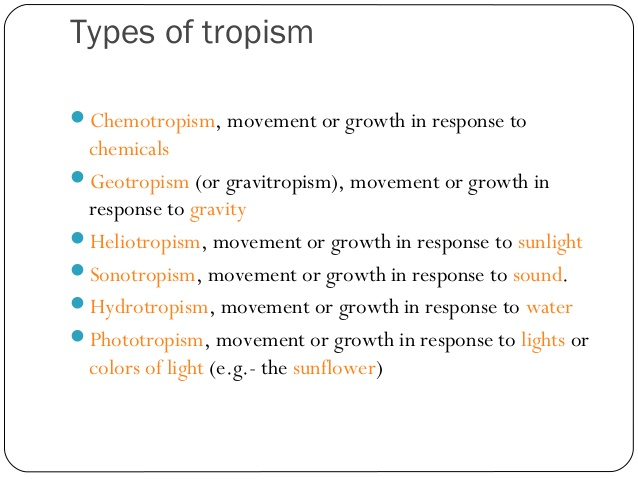 Types of tropism
Chemotropism, movement or growth in response to
chemicals
Geotropism (or gravitropism), movement or growth in
response to gravity
Heliotropism, movement or growth in response to sunlight
Sonotropism, movement or growth in response to sound.
Hydrotropism, movement or growth in response to water
Phototropism, movement or growth in response to lights or
colors of light (e.g.- the sunflower)